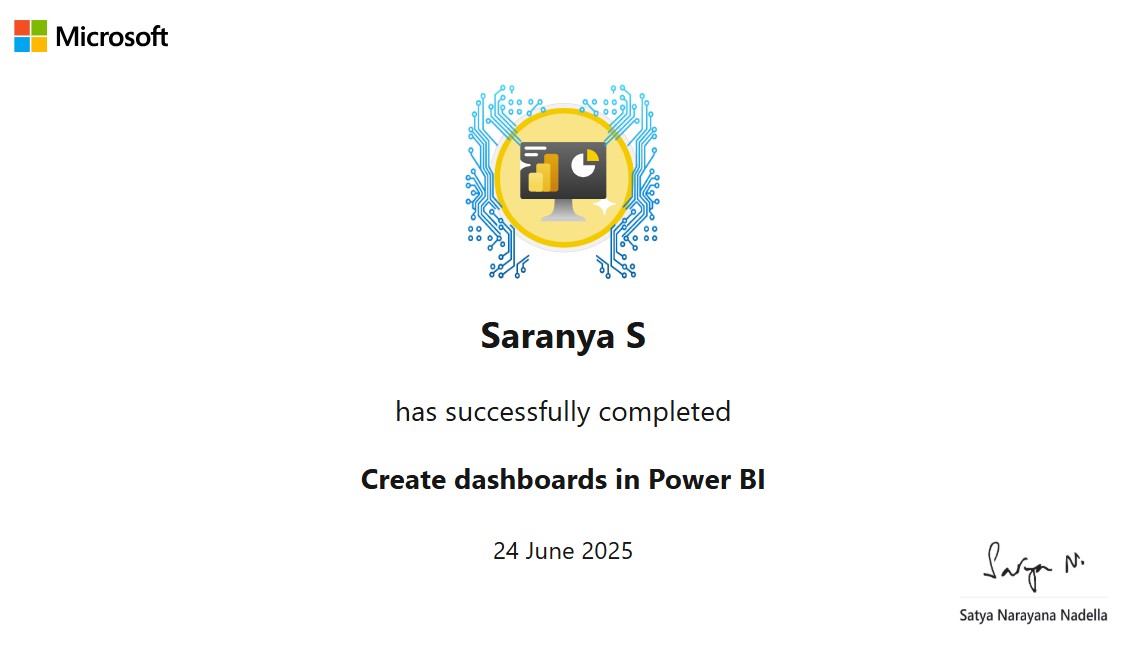 Microsoft
Saranya S
has successfully completed
Create dashboards in Power BI
24 June 2025
Satya N.
Satya Narayana Nadella